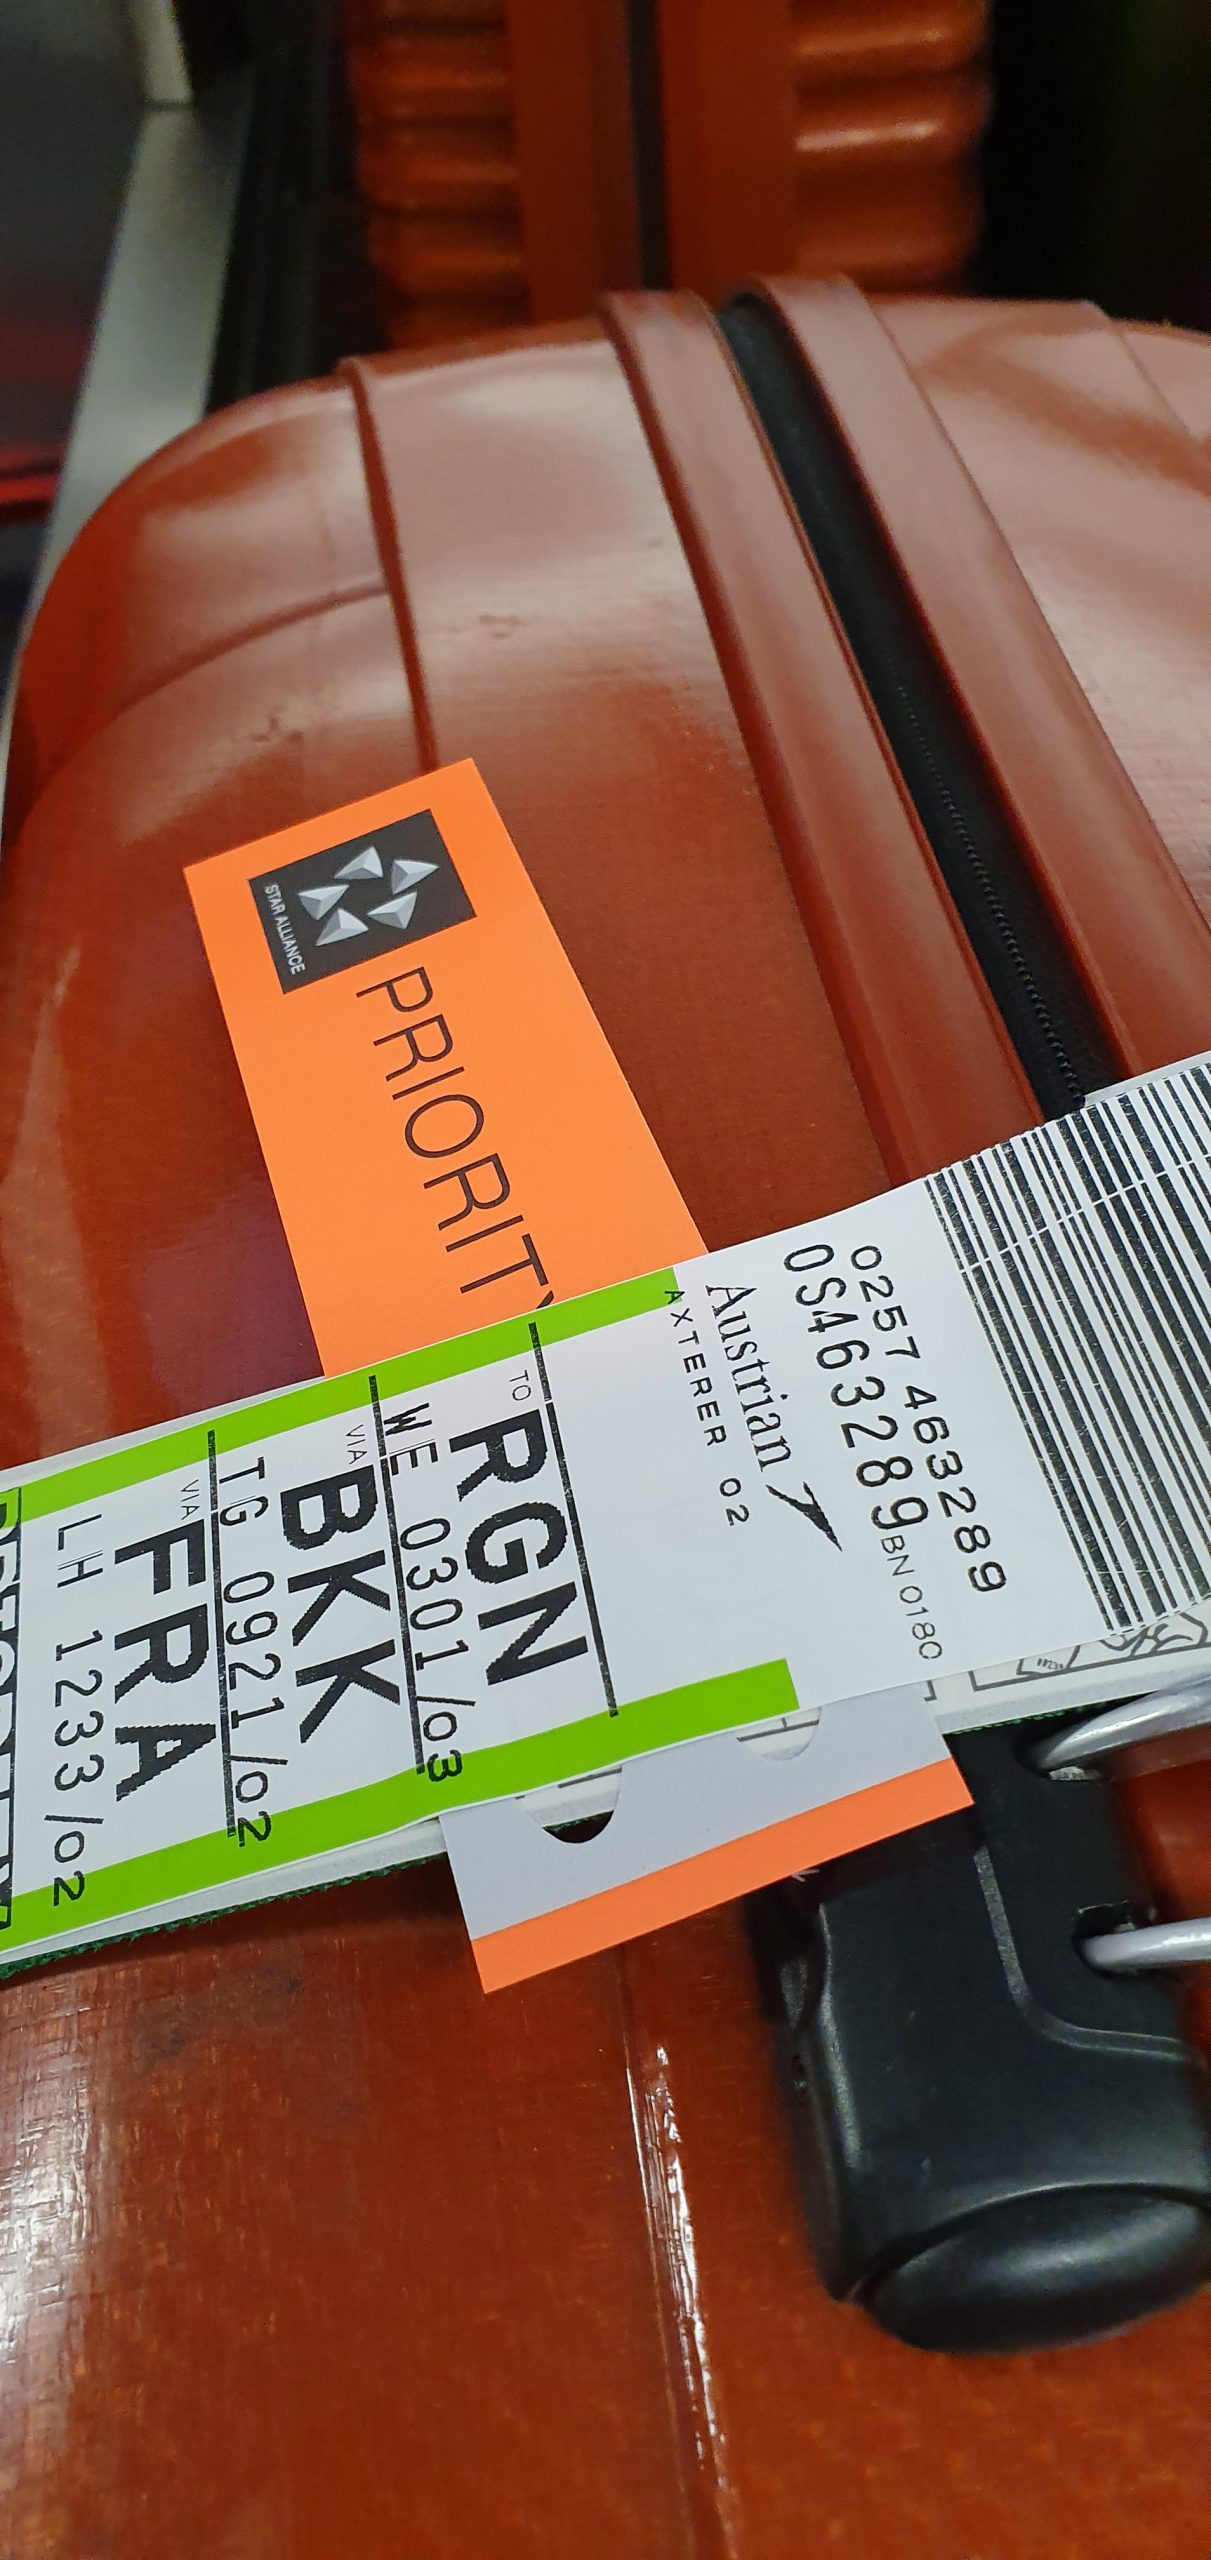 STAR ALLIANCE
PRIORITY
0257 463289
OS463289 BN 0180
Austrian
AXTERER 02
TO RGN
WE 0301/03
VIA BKK
TG 0921/02
VIA FRA
LH 1233/02